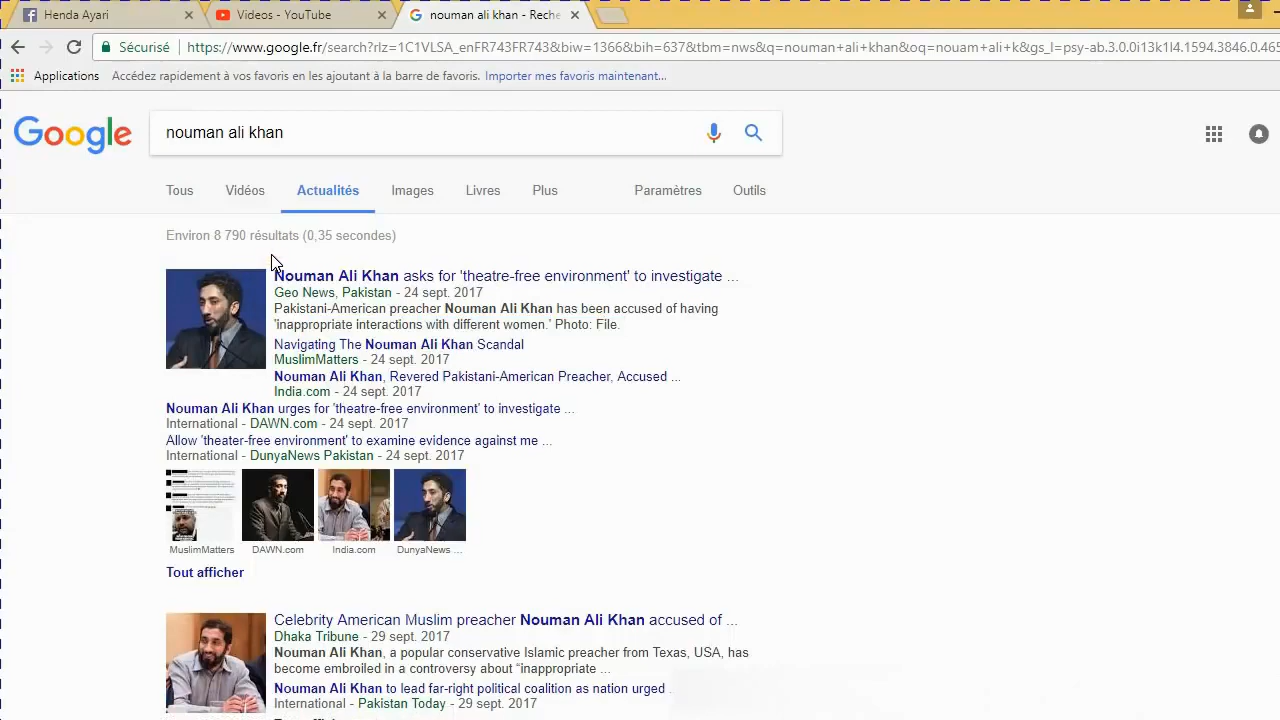 Henda Ayari
Videos - YouTube
nouman ali khan - Reche
Sécurisé
https://www.google.fr/search?rlz=1C1VLSA_enFR743FR743&biw=1366&bih=637&tbm=nws&q=nouman+ali+khan&oq=nouam+ali+k&gs_l=psy-ab.3.0.0i13k1l4.1594.3846.0.465
Applications
Accédez rapidement à vos favoris en les ajoutant à la barre de favoris. Importer mes favoris maintenant...
Google
nouman ali khan
Tous Vidéos Actualités Images Livres Plus Paramètres Outils
Environ 8 790 résultats (0,35 secondes)
Nouman Ali Khan asks for 'theatre-free environment' to investigate ...
Geo News, Pakistan - 24 sept. 2017
Pakistani-American preacher Nouman Ali Khan has been accused of having
'inappropriate interactions with different women.' Photo: File.
Navigating The Nouman Ali Khan Scandal
MuslimMatters - 24 sept. 2017
Nouman Ali Khan, Revered Pakistani-American Preacher, Accused ...
India.com - 24 sept. 2017
Nouman Ali Khan urges for 'theatre-free environment' to investigate ...
International - DAWN.com - 24 sept. 2017
Allow 'theater-free environment' to examine evidence against me ...
International - DunyaNews Pakistan - 24 sept. 2017
MuslimMatters DAWN.com India.com DunyaNews ...
Tout afficher
Celebrity American Muslim preacher Nouman Ali Khan accused of ...
Dhaka Tribune - 29 sept. 2017
Nouman Ali Khan, a popular conservative Islamic preacher from Texas, USA, has
become embroiled in a controversy about “inappropriate ...
Nouman Ali Khan to lead far-right political coalition as nation urged
International - Pakistan Today - 29 sept. 2017